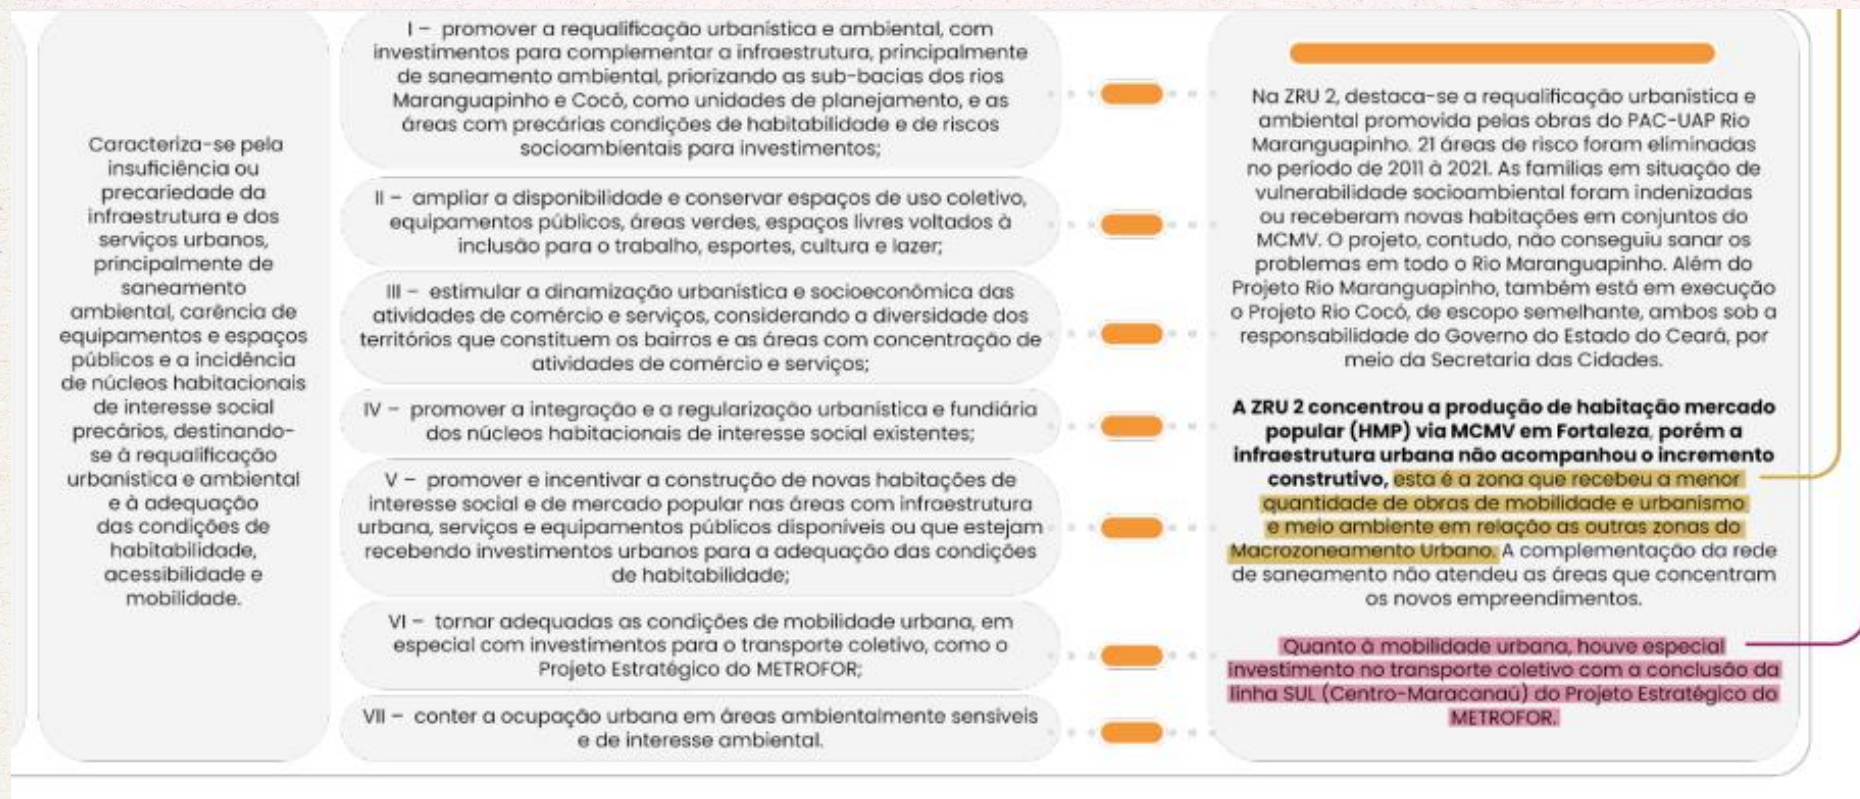 Caracteriza-se pela
insuficiência ou
precariedade da
infraestrutura e dos
serviços urbanos,
principalmente de
saneamento
ambiental, carência de
equipamentos e espaços
públicos e a incidência
de núcleos habitacionais
de interesse social
precários, destinando-
se à requalificação
urbanística e ambiental
e à adequação
das condições de
habitabilidade,
acessibilidade e
mobilidade.
I – promover a requalificação urbanística e ambiental, com
investimentos para complementar a infraestrutura, principalmente
de saneamento ambiental, priorizando as sub-bacias dos rios
Maranguapinho e Cocó, como unidades de planejamento, e as
áreas com precárias condições de habitabilidade e de riscos
socioambientais para investimentos;
II – ampliar a disponibilidade e conservar espaços de uso coletivo,
equipamentos públicos, áreas verdes, espaços livres voltados à
inclusão para o trabalho, esportes, cultura e lazer;
III – estimular a dinamização urbanística e socioeconômica das
atividades de comércio e serviços, considerando a diversidade dos
territórios que constituem os bairros e as áreas com concentração de
atividades de comércio e serviços;
IV – promover a integração e a regularização urbanística e fundiária
dos núcleos habitacionais de interesse social existentes;
V – promover e incentivar a construção de novas habitações de
interesse social e de mercado popular nas áreas com infraestrutura
urbana, serviços e equipamentos públicos disponíveis ou que estejam
recebendo investimentos urbanos para a adequação das condições
de habitabilidade;
VI – tornar adequadas as condições de mobilidade urbana, em
especial com investimentos para o transporte coletivo, como o
Projeto Estratégico do METROFOR;
VII – conter a ocupação urbana em áreas ambientalmente sensíveis
e de interesse ambiental.
Na ZRU 2, destaca-se a requalificação urbanística e
ambiental promovida pelas obras do PAC-UAP Rio
Maranguapinho. 21 áreas de risco foram eliminadas
no período de 2011 à 2021. As famílias em situação de
vulnerabilidade socioambiental foram indenizadas
ou receberam novas habitações em conjuntos do
MCMV. O projeto, contudo, não conseguiu sanar os
problemas em todo o Rio Maranguapinho. Além do
Projeto Rio Maranguapinho, também está em execução
o Projeto Rio Cocó, de escopo semelhante, ambos sob a
responsabilidade do Governo do Estado do Ceará, por
meio da Secretaria das Cidades.
A ZRU 2 concentrou a produção de habitação mercado
popular (HMP) via MCMV em Fortaleza, porém a
infraestrutura urbana não acompanhou o incremento
construtivo, esta é a zona que recebeu a menor
quantidade de obras de mobilidade e urbanismo
e meio ambiente em relação as outras zonas do
Macrozoneamento Urbano. A complementação da rede
de saneamento não atendeu as áreas que concentram
os novos empreendimentos.
Quanto à mobilidade urbana, houve especial
investimento no transporte coletivo com a conclusão da
linha SUL (Centro-Maracanaú) do Projeto Estratégico do
METROFOR.